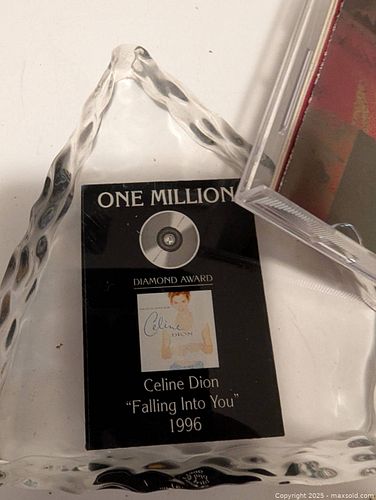 ONE MILLION
DIAMOND AWARD
Celine
DION
Celine Dion
"Falling Into You"
1996
Copyright © 2025 - maxsold.com